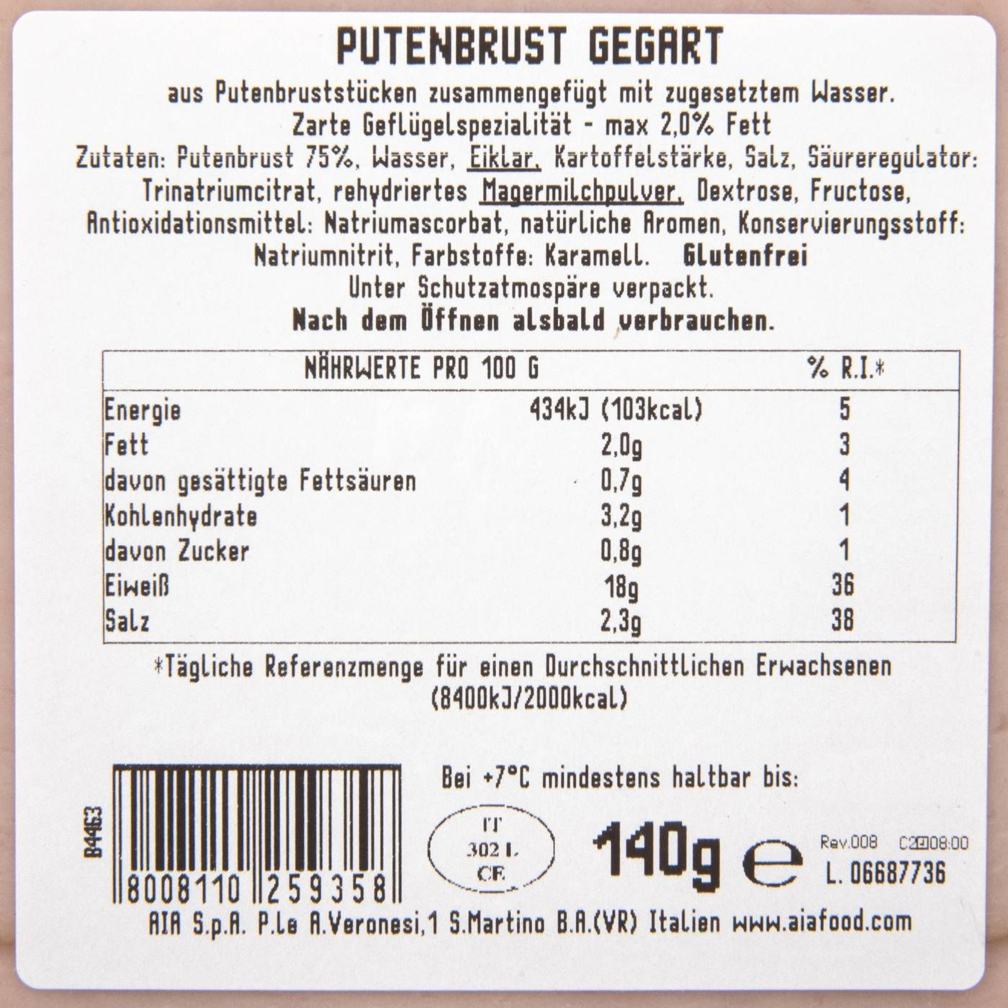 PUTENBRUST GEGART
aus Putenbruststücken zusammengefügt mit zugesetztem Wasser.
Zarte Geflügelspezialität - max 2,0% Fett
Zutaten: Putenbrust 75%, Wasser, Eiklar, Kartoffelstärke, Salz, Säureregulator:
Trinatriumcitrat, rehydriertes Magermilchpulver, Dextrose, Fructose,
Antioxidationsmittel: Natriumascorbat, natürliche Aromen, Konservierungsstoff:
Natriumnitrit, Farbstoffe: Karamell. Glutenfrei
Unter Schutzatmospäre verpackt.
Nach dem Öffnen alsbald verbrauchen.
NÄHRWERTE PRO 100 G % R.I.*
Energie 434kJ (103kcal) 5
Fett 2,0g 3
davon gesättigte Fettsäuren 0,7g 4
Kohlenhydrate 3,2g 1
davon Zucker 0,8g 1
Eiweiß 18g 36
Salz 2,3g 38
*Tägliche Referenzmenge für einen Durchschnittlichen Erwachsenen
(8400kJ/2000kcal)
Bei +7°C mindestens haltbar bis:
B4463
IT
302 L
CE
140g e
Rev.008
L. 06687736
8008110 259358
AIA S.p.A. P.le A.Veronesi,1 S.Martino B.A.(VR) Italien www.aiafood.com